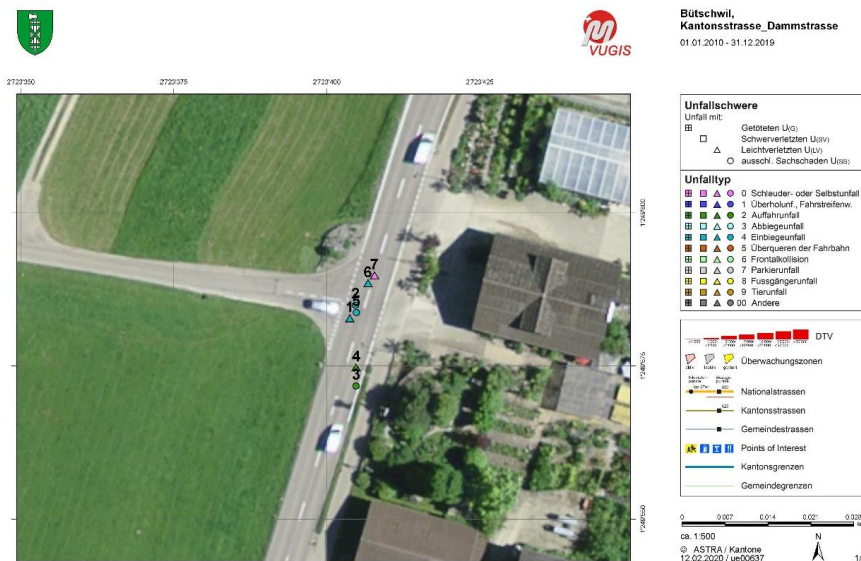 VUGIS
Bütschwil,
Kantonsstrasse_Dammstrasse
01.01.2010 - 31.12.2019
2723'350
2723'375
2723'400
2723'425
Unfallschwere
Unfall mit:
Getöteten U(G)
Schwerverletzten U(SV)
Leichtverletzten U(LV)
ausschl. Sachschaden U(SS)
Unfalltyp
0 Schleuder- oder Selbstunfall
1 Überholunf., Fahrstreifenw.
2 Auffahrunfall
3 Abbiegeunfall
4 Einbiegeunfall
5 Überqueren der Fahrbahn
6 Frontalkollision
7 Parkierunfall
8 Fussgängerunfall
9 Tierunfall
00 Andere
7
6
2
5
1
4
3
DTV
Überwachungszonen
Nationalstrassen
Kantonsstrassen
Gemeindestrassen
Points of Interest
Kantonsgrenzen
Gemeindegrenzen
0 0.007 0.014 0.021 0.028
ca. 1:500
N
© ASTRA / Kantone
12.02.2020 / ue00637